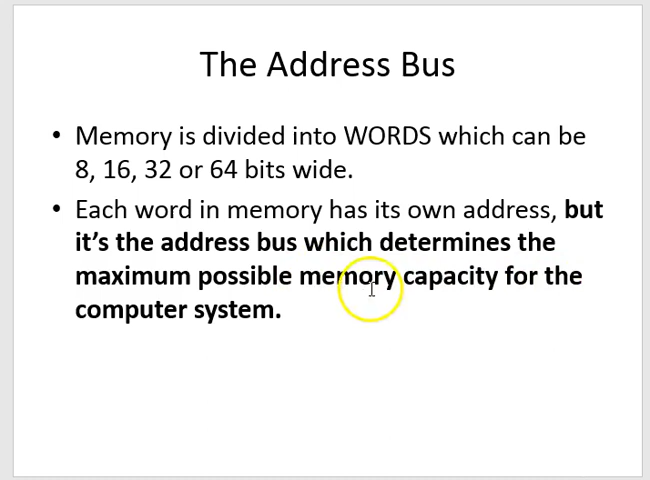 The Address Bus
• Memory is divided into WORDS which can be
8, 16, 32 or 64 bits wide.
• Each word in memory has its own address, but
it’s the address bus which determines the
maximum possible memory capacity for the
computer system.